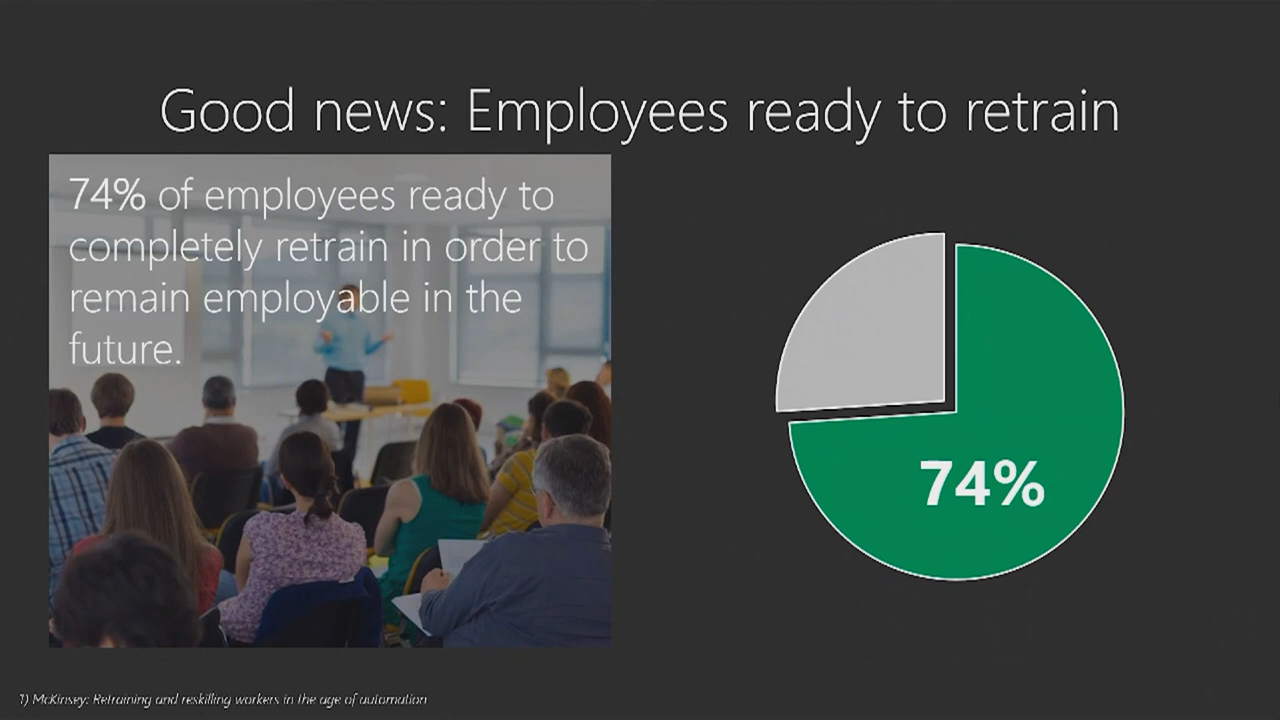 Good news: Employees ready to retrain
74% of employees ready to
completely retrain in order to
remain employable in the
future.
74%
1) McKinsey: Retraining and reskilling workers in the age of automation